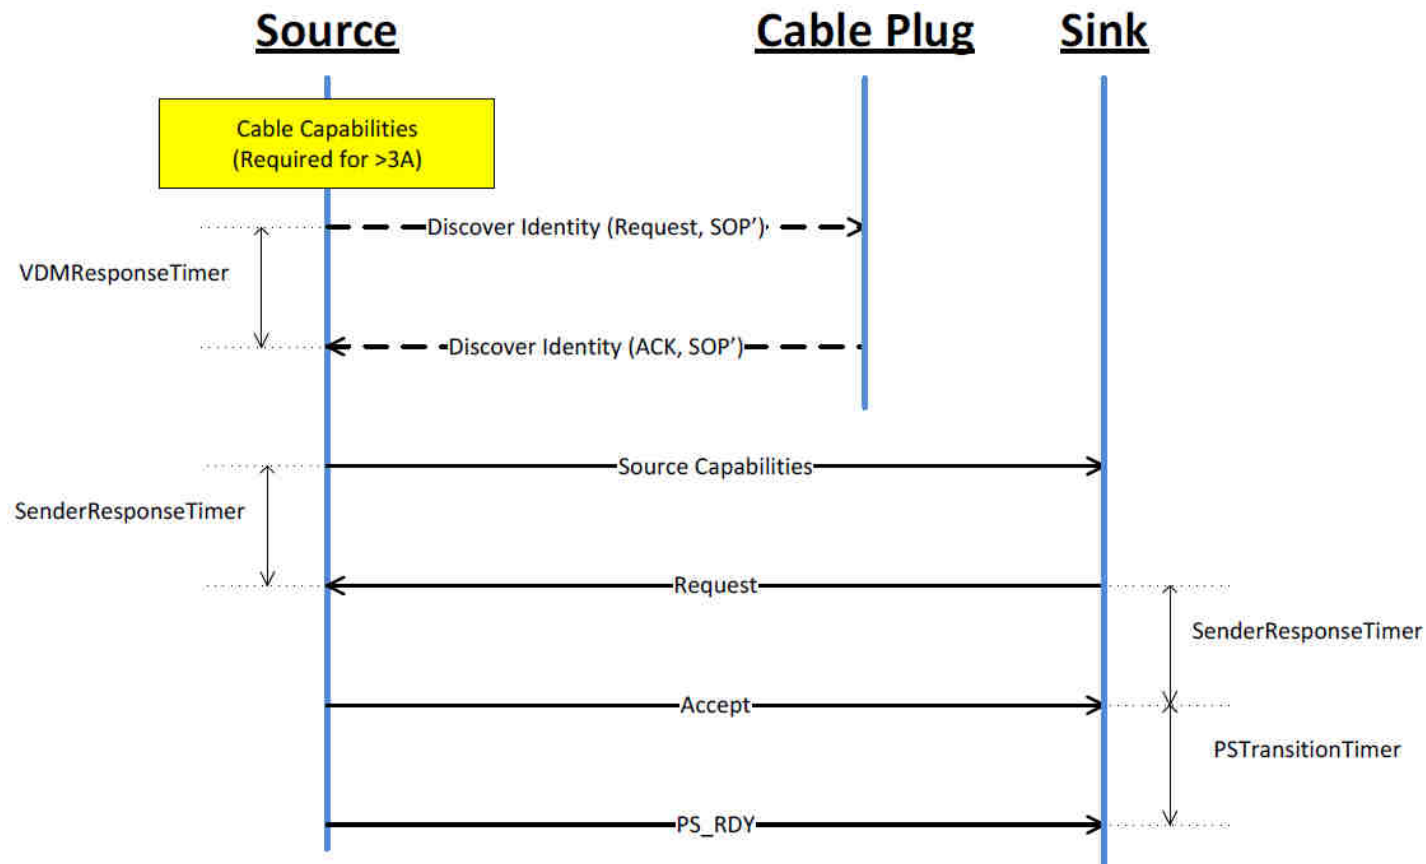 Source
Cable Plug
Sink
Cable Capabilities
(Required for >3A)
Discover Identity (Request, SOP’)
VDMResponseTimer
Discover Identity (ACK, SOP’)
Source Capabilities
SenderResponseTimer
Request
SenderResponseTimer
Accept
PSTransitionTimer
PS_RDY